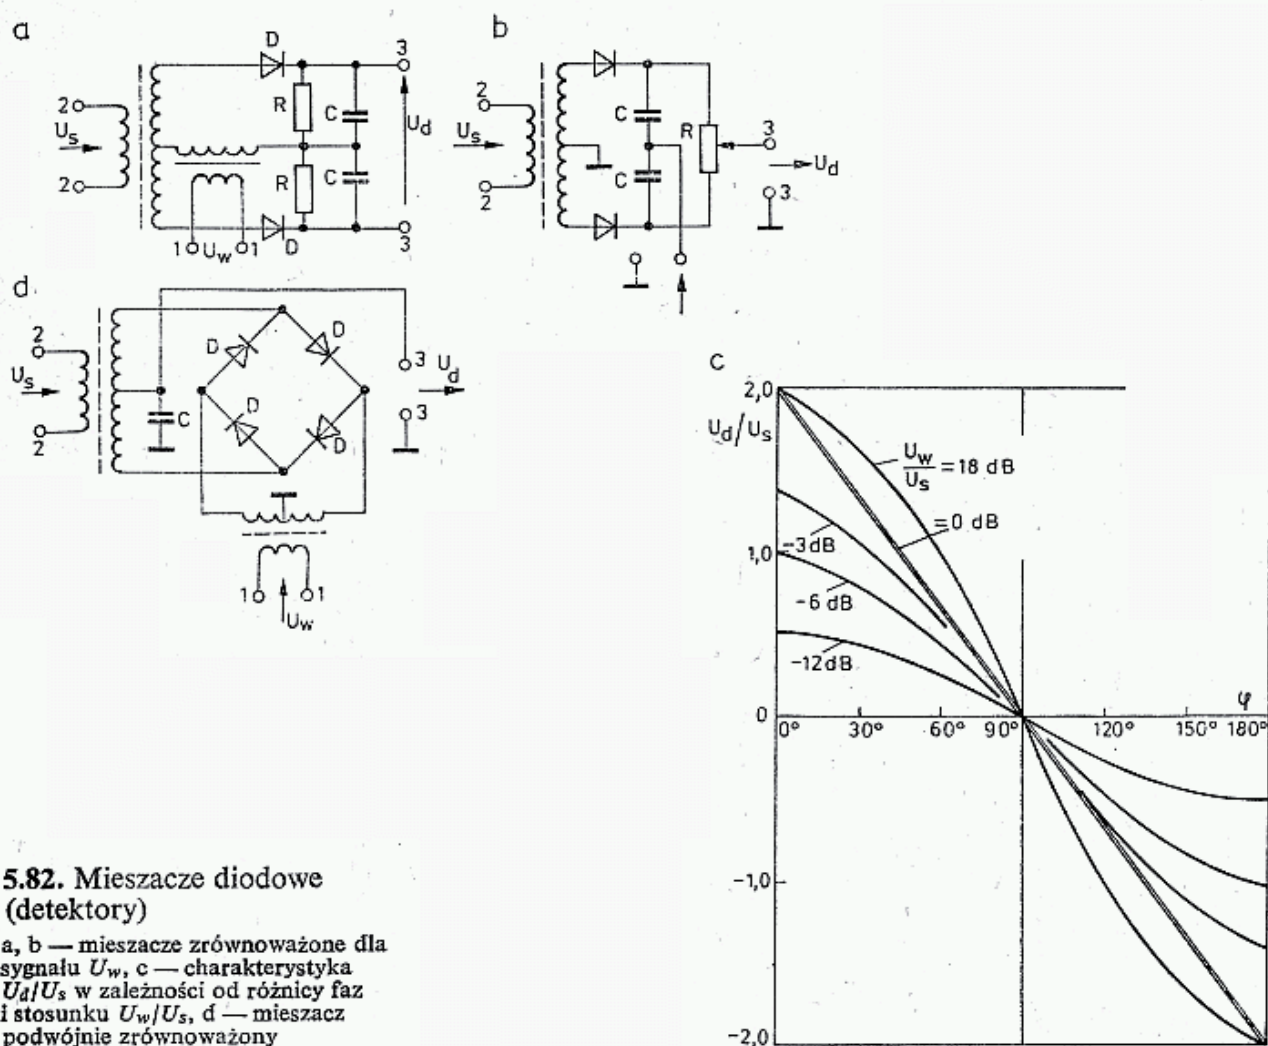 a
D
3
2
R
C
U_s
U_d
2
R
C
1 U_w 1
D
3
b
2
C
U_s
R
3
U_d
C
3
2
d
2
D
D
3
U_s
U_d
D
C
3
2
D
1
1
U_w
c
2,0
U_d/U_s
U_w/U_s = 18 dB
= 0 dB
1,0
-3 dB
-6 dB
-12 dB
φ
0
0° 30° 60° 90° 120° 150° 180°
-1,0
-2,0
5.82. Mieszacze diodowe
(detektory)
a, b — mieszacze zrównoważone dla
sygnału U_w, c — charakterystyka
U_d/U_s w zależności od różnicy faz
i stosunku U_w/U_s, d — mieszacz
podwójnie zrównoważony